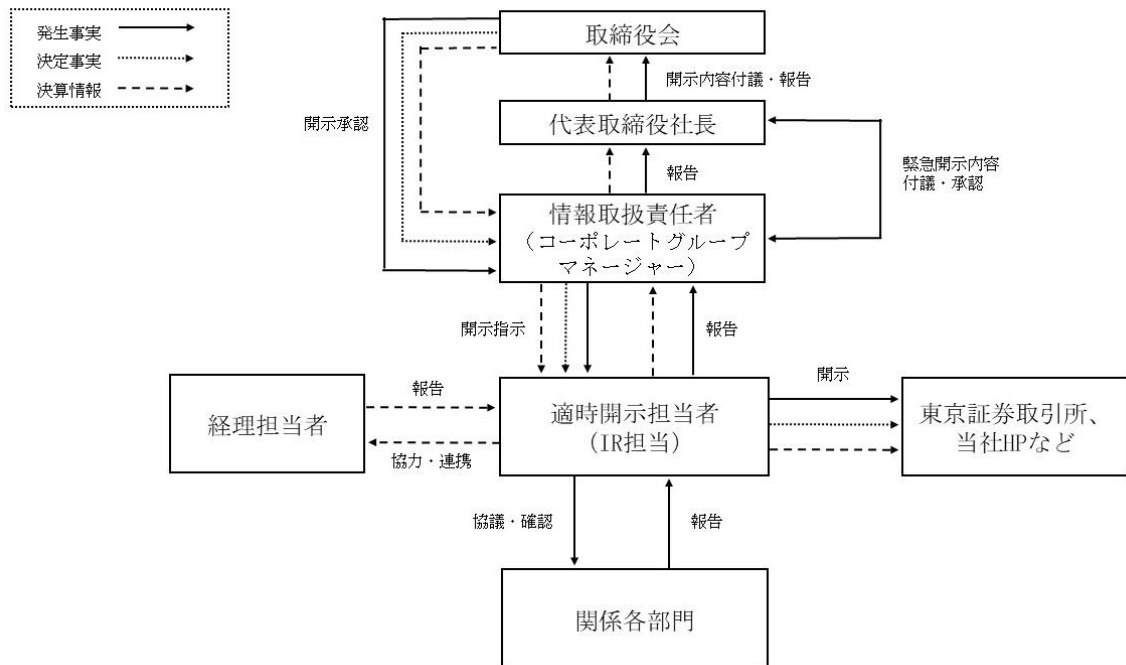 発生事実
決定事実
決算情報
取締役会
開示内容付議・報告
開示承認
代表取締役社長
緊急開示内容
付議・承認
報告
情報取扱責任者
（コーポレートグループ
マネージャー）
開示指示
報告
開示
経理担当者
報告
協力・連携
適時開示担当者
(IR担当)
東京証券取引所、
当社HPなど
協議・確認
報告
関係各部門